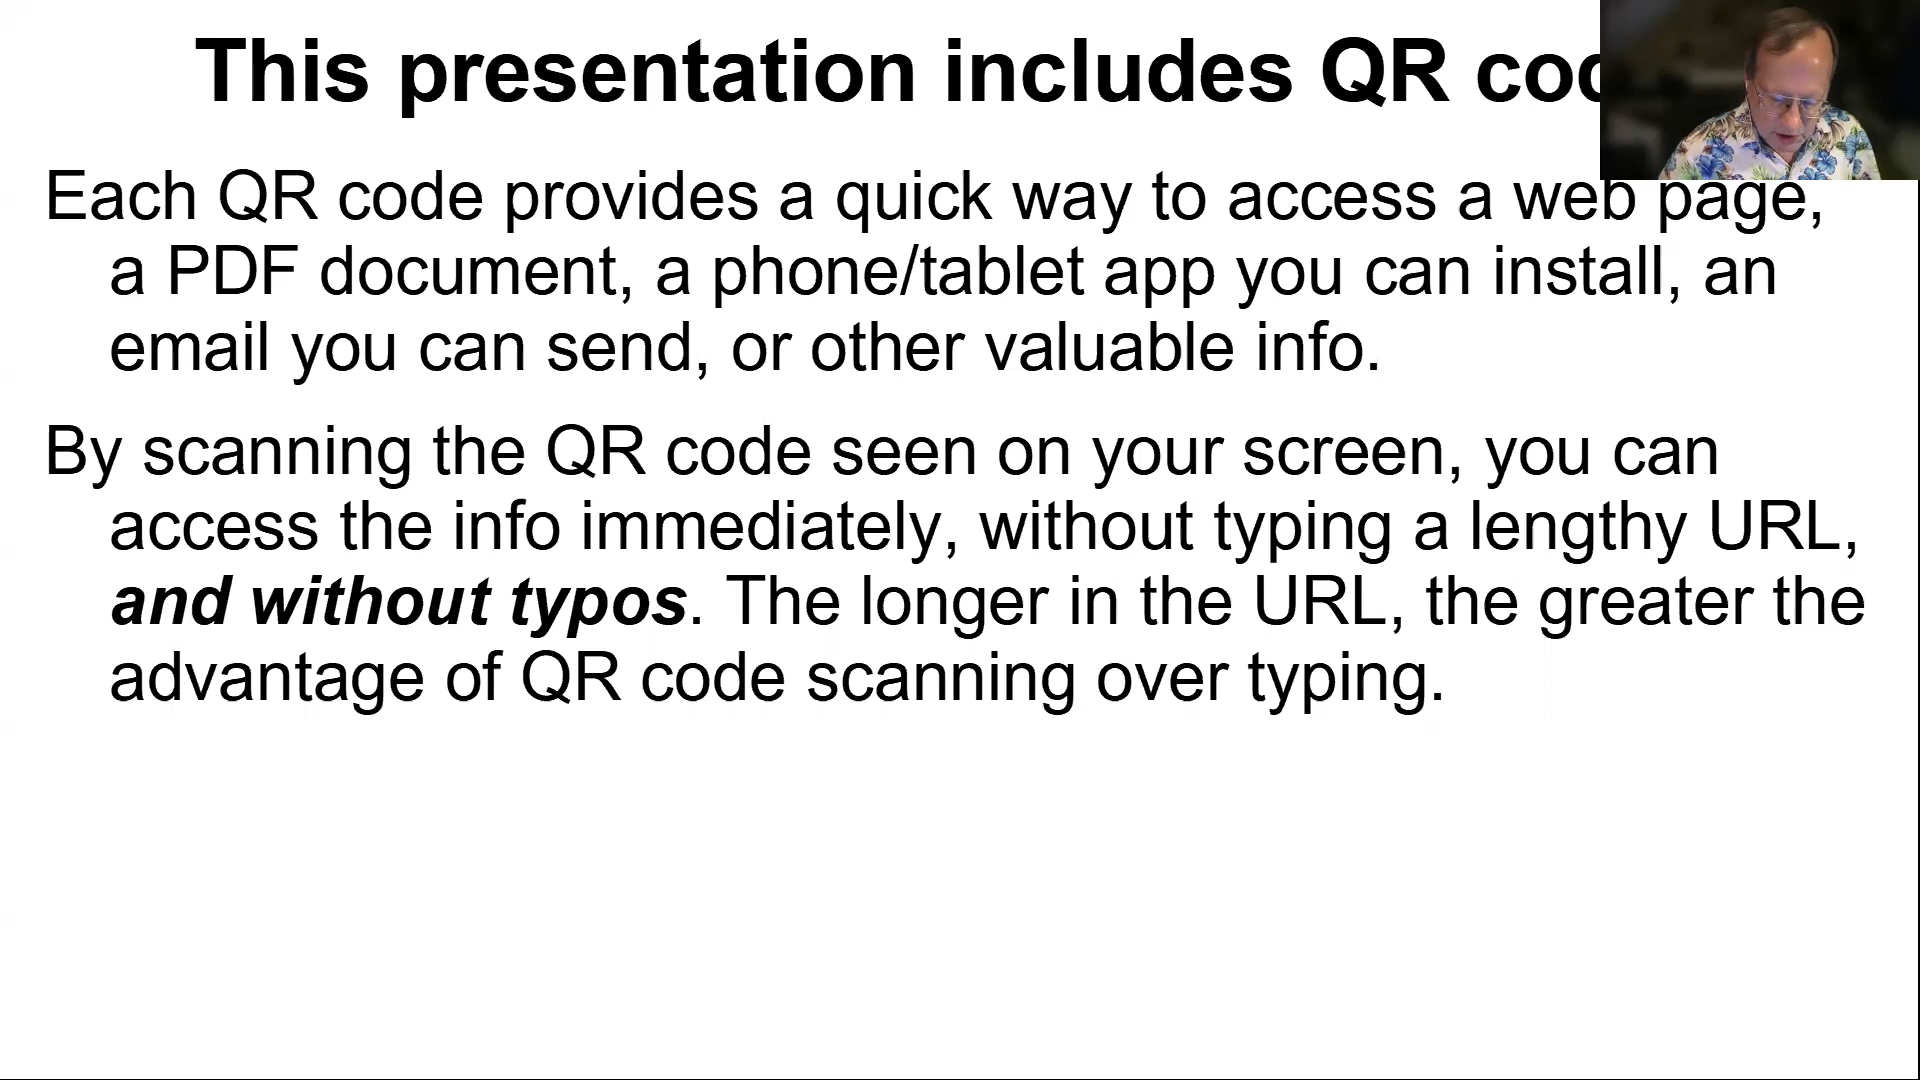 This presentation includes QR
Each QR code provides a quick way to access a web page,
a PDF document, a phone/tablet app you can install, an
email you can send, or other valuable info.
By scanning the QR code seen on your screen, you can
access the info immediately, without typing a lengthy URL,
and without typos. The longer in the URL, the greater the
advantage of QR code scanning over typing.